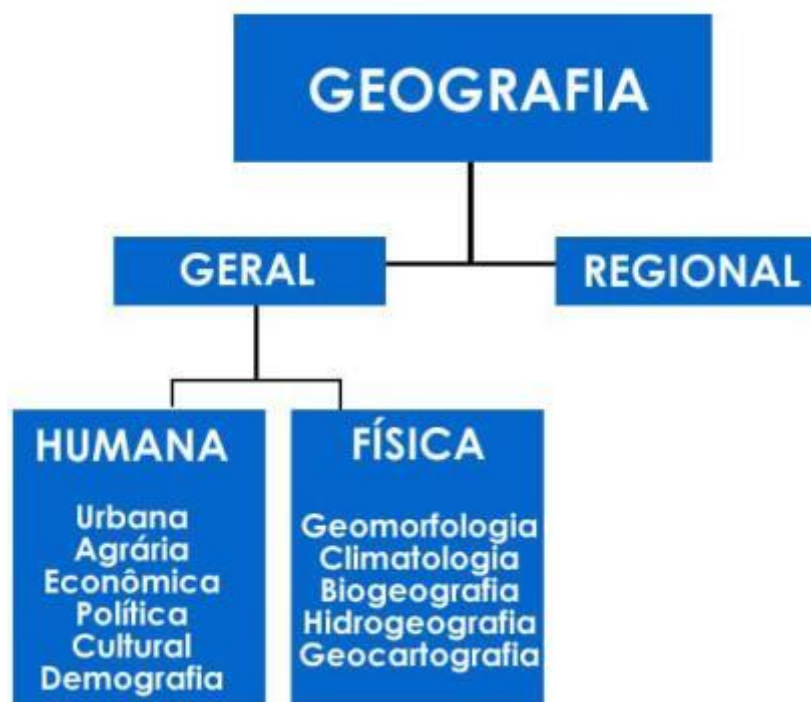 GEOGRAFIA
GERAL
REGIONAL
HUMANA
Urbana
Agrária
Econômica
Política
Cultural
Demografia
FÍSICA
Geomorfologia
Climatologia
Biogeografia
Hidrogeografia
Geocartografia